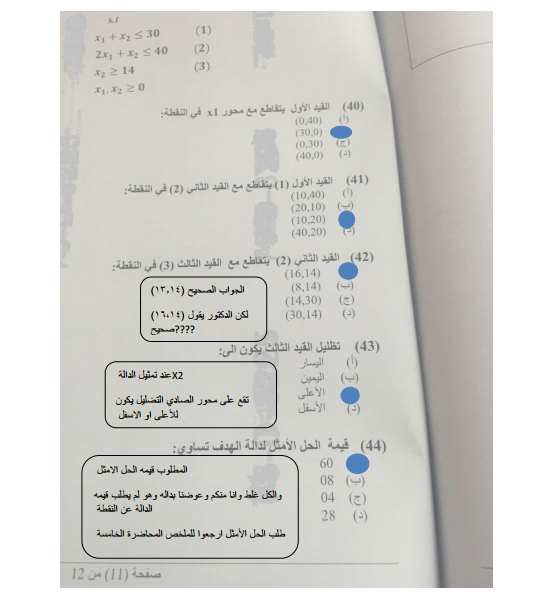 s.t
x₁ + x₂ ≤ 30 (1)
2x₁ + x₂ ≤ 40 (2)
x₂ ≥ 14 (3)
x₁, x₂ ≥ 0
(40) القيد الأول يتقاطع مع محور x1 في النقطة:
(أ) (0,40)
(30,0)
(ج) (0,30)
(د) (40,0)
(41) القيد الأول (1) يتقاطع مع القيد الثاني (2) في النقطة:
(أ) (10,40)
(ب) (20,10)
(10,20)
(د) (40,20)
(42) القيد الثاني (2) يتقاطع مع القيد الثالث (3) في النقطة:
(16,14)
(ب) (8,14)
(ج) (14,30)
(د) (30,14)
الجواب الصحيح (١٣،١٤)
لكن الدكتور يقول (١٦،١٤)
صحيح????
(43) تظليل القيد الثالث يكون الى:
(أ) اليسار
(ب) اليمين
الأعلى
(د) الأسفل
X2عند تمثيل الدالة
تقع على محور الصادي التضليل يكون
للأعلى او الاسفل
(44) قيمة الحل الأمثل لدالة الهدف تساوي:
60
(ب) 08
(ج) 04
(د) 28
المطلوب قيمه الحل الامثل
والكل غلط وانا منكم وعوضنا بداله وهو لم يطلب قيمه
الدالة عن النقطة
طلب الحل الأمثل ارجعوا للملخص المحاضرة الخامسة
صفحة (11) من 12